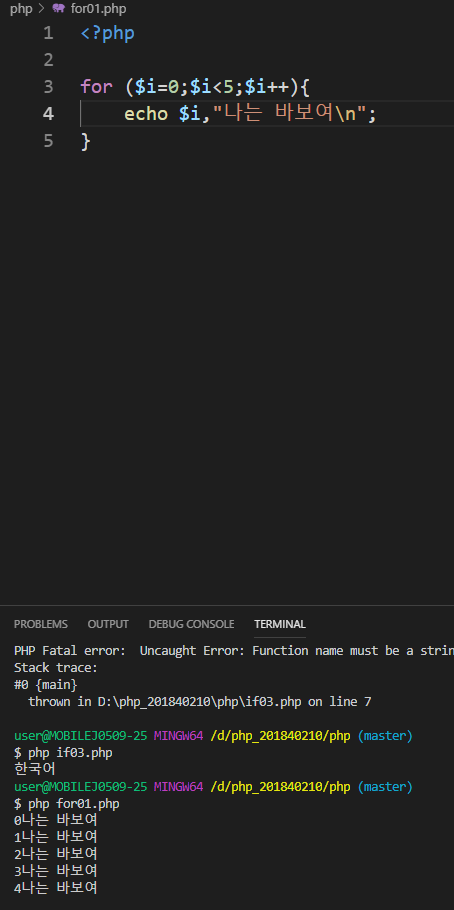 php > for01.php
1 <?php
2
3 for ($i=0;$i<5;$i++){
4 echo $i,"나는 바보여\n";
5 }
PROBLEMS OUTPUT DEBUG CONSOLE TERMINAL
PHP Fatal error:  Uncaught Error: Function name must be a strin
Stack trace:
#0 {main}
thrown in D:\php_201840210\php\if03.php on line 7
user@MOBILEJ0509-25 MINGW64 /d/php_201840210/php (master)
$ php if03.php
한국어
user@MOBILEJ0509-25 MINGW64 /d/php_201840210/php (master)
$ php for01.php
0나는 바보여
1나는 바보여
2나는 바보여
3나는 바보여
4나는 바보여